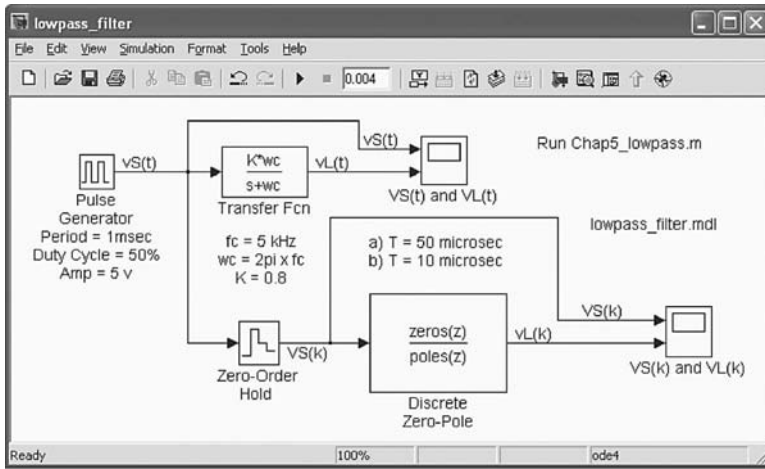 lowpass_filter
File Edit View Simulation Format Tools Help
0.004
vS(t)
Run Chap5_lowpass.m
vS(t)
K*wc
s+wc
vL(t)
Pulse
Generator
Period = 1msec
Duty Cycle = 50%
Amp = 5 v
Transfer Fcn
VS(t) and VL(t)
fc = 5 kHz
wc = 2pi x fc
K = 0.8
a) T = 50 microsec
b) T = 10 microsec
lowpass_filter.mdl
VS(k)
zeros(z)
poles(z)
vL(k)
VS(k)
Zero-Order
Hold
Discrete
Zero-Pole
VS(k) and VL(k)
Ready 100% ode4